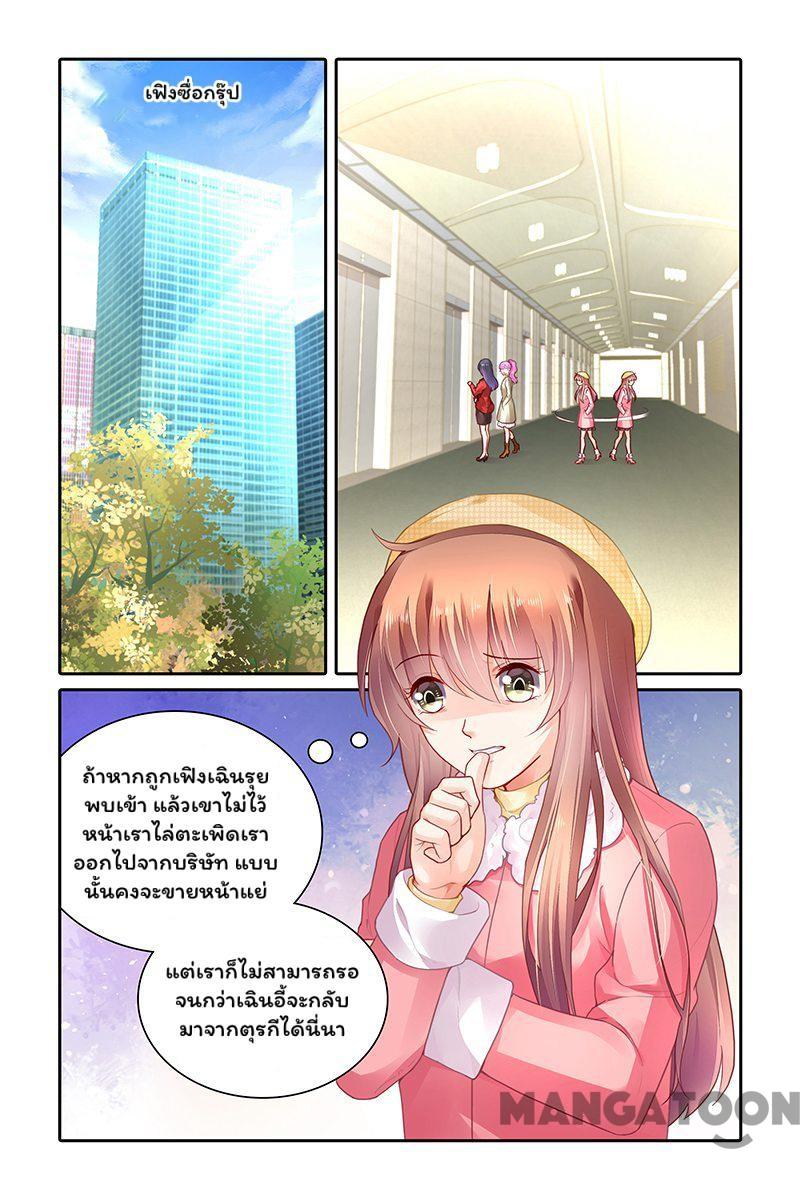 เฟิงซื่อกรุ๊ป
ถ้าหากถูกเฟิงเฉินรุย
พบเข้า แล้วเขาไม่ไว้
หน้าเราไล่ตะเพิดเรา
ออกไปจากบริษัท แบบ
นั้นคงจะขายหน้าแย่
แต่เราก็ไม่สามารถรอ
จนกว่าเฉินอี้จะกลับ
มาจากตุรกีได้นี่นา
MANGATOON